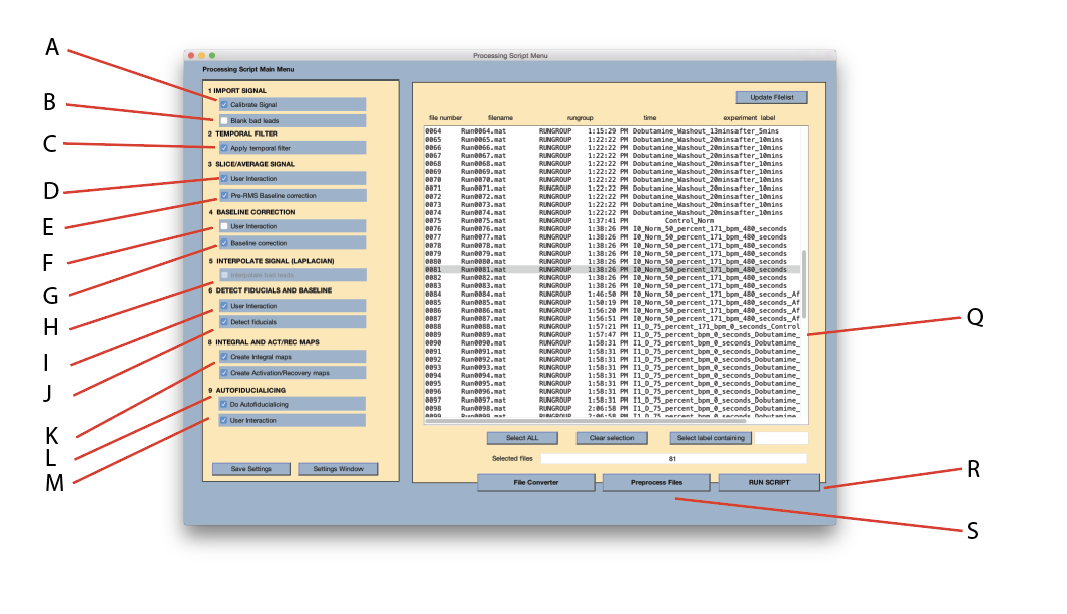 A
B
C
D
E
F
G
H
I
J
K
L
M
Q
R
S
Processing Script Menu
Processing Script Main Menu
1 IMPORT SIGNAL
Calibrate Signal
Blank bad leads
2 TEMPORAL FILTER
Apply temporal filter
3 SLICE/AVERAGE SIGNAL
User Interaction
Pre-RMS Baseline correction
4 BASELINE CORRECTION
User Interaction
Baseline correction
5 INTERPOLATE SIGNAL (LAPLACIAN)
Interpolate bad leads
6 DETECT FIDUCIALS AND BASELINE
User Interaction
Detect Fiducials
8 INTEGRAL AND ACT/REC MAPS
Create Integral maps
Create Activation/Recovery maps
9 AUTOFIDUCIALICING
Do Autofiducialicing
User Interaction
Save Settings Settings Window
Update Filelist
file number filename rungroup time experiment label
0064 Run0064.mat RUNGROUP 1:15:29 PM Dobutamine_Washout_13minsafter_5mins
0065 Run0065.mat RUNGROUP 1:22:22 PM Dobutamine_Washout_20minsafter_10mins
0066 Run0066.mat RUNGROUP 1:22:22 PM Dobutamine_Washout_20minsafter_10mins
0067 Run0067.mat RUNGROUP 1:22:22 PM Dobutamine_Washout_20minsafter_10mins
0068 Run0068.mat RUNGROUP 1:22:22 PM Dobutamine_Washout_20minsafter_10mins
0069 Run0069.mat RUNGROUP 1:22:22 PM Dobutamine_Washout_20minsafter_10mins
0070 Run0070.mat RUNGROUP 1:22:22 PM Dobutamine_Washout_20minsafter_10mins
0071 Run0071.mat RUNGROUP 1:22:22 PM Dobutamine_Washout_20minsafter_10mins
0072 Run0072.mat RUNGROUP 1:22:22 PM Dobutamine_Washout_20minsafter_10mins
0073 Run0073.mat RUNGROUP 1:22:22 PM Dobutamine_Washout_20minsafter_10mins
0074 Run0074.mat RUNGROUP 1:22:22 PM Dobutamine_Washout_20minsafter_10mins
0075 Run0075.mat RUNGROUP 1:37:41 PM Control_Norm
0076 Run0076.mat RUNGROUP 1:38:26 PM I0_Norm_50_percent_171_bpm_480_seconds
0077 Run0077.mat RUNGROUP 1:38:26 PM I0_Norm_50_percent_171_bpm_480_seconds
0078 Run0078.mat RUNGROUP 1:38:26 PM I0_Norm_50_percent_171_bpm_480_seconds
0079 Run0079.mat RUNGROUP 1:38:26 PM I0_Norm_50_percent_171_bpm_480_seconds
0080 Run0080.mat RUNGROUP 1:38:26 PM I0_Norm_50_percent_171_bpm_480_seconds
0081 Run0081.mat RUNGROUP 1:38:26 PM I0_Norm_50_percent_171_bpm_480_seconds
0082 Run0082.mat RUNGROUP 1:38:26 PM I0_Norm_50_percent_171_bpm_480_seconds
0083 Run0083.mat RUNGROUP 1:38:26 PM I0_Norm_50_percent_171_bpm_480_seconds
0084 Run0084.mat RUNGROUP 1:46:50 PM I0_Norm_50_percent_171_bpm_480_seconds_Af
0085 Run0085.mat RUNGROUP 1:50:19 PM I0_Norm_50_percent_171_bpm_480_seconds_Af
0086 Run0086.mat RUNGROUP 1:56:20 PM I0_Norm_50_percent_171_bpm_480_seconds_Af
0087 Run0087.mat RUNGROUP 1:56:51 PM I0_Norm_50_percent_171_bpm_480_seconds_Af
0088 Run0088.mat RUNGROUP 1:57:21 PM I1_D_75_percent_171_bpm_0_seconds_Control
0089 Run0089.mat RUNGROUP 1:57:47 PM I1_D_75_percent_bpm_0_seconds_Dobutamine_
0090 Run0090.mat RUNGROUP 1:58:31 PM I1_D_75_percent_bpm_0_seconds_Dobutamine_
0091 Run0091.mat RUNGROUP 1:58:31 PM I1_D_75_percent_bpm_0_seconds_Dobutamine_
0092 Run0092.mat RUNGROUP 1:58:31 PM I1_D_75_percent_bpm_0_seconds_Dobutamine_
0093 Run0093.mat RUNGROUP 1:58:31 PM I1_D_75_percent_bpm_0_seconds_Dobutamine_
0094 Run0094.mat RUNGROUP 1:58:31 PM I1_D_75_percent_bpm_0_seconds_Dobutamine_
0095 Run0095.mat RUNGROUP 1:58:31 PM I1_D_75_percent_bpm_0_seconds_Dobutamine_
0096 Run0096.mat RUNGROUP 1:58:31 PM I1_D_75_percent_bpm_0_seconds_Dobutamine_
0097 Run0097.mat RUNGROUP 1:58:31 PM I1_D_75_percent_bpm_0_seconds_Dobutamine_
0098 Run0098.mat RUNGROUP 2:06:58 PM I1_D_75_percent_bpm_0_seconds_Dobutamine_
0099 Run0099.mat RUNGROUP 2:06:58 PM I1_D_75_percent_bpm_0_seconds_Dobutamine_
Select ALL Clear selection Select label containing
Selected files 81
File Converter Preprocess Files RUN SCRIPT